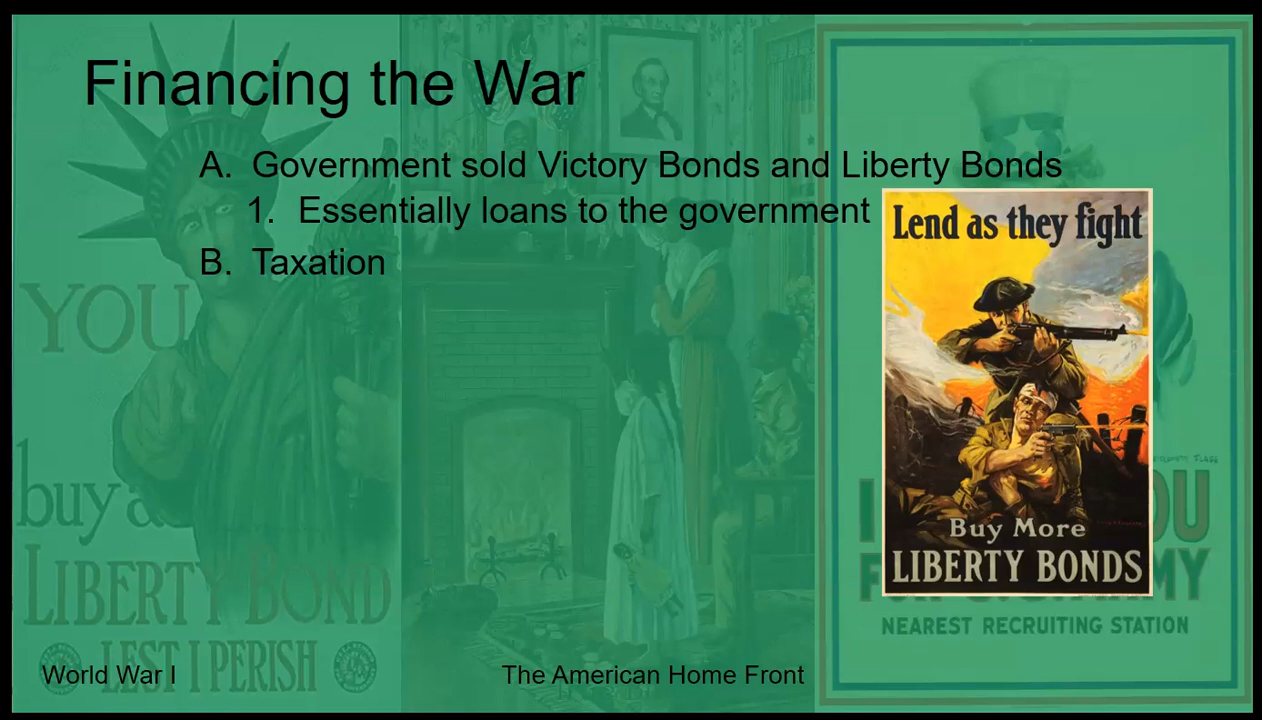 Financing the War
A. Government sold Victory Bonds and Liberty Bonds
1. Essentially loans to the government
B. Taxation
Lend as they fight
Buy More
LIBERTY BONDS
YOU
buy a
LIBERTY BOND
LEST I PERISH
NEAREST RECRUITING STATION
World War I
The American Home Front